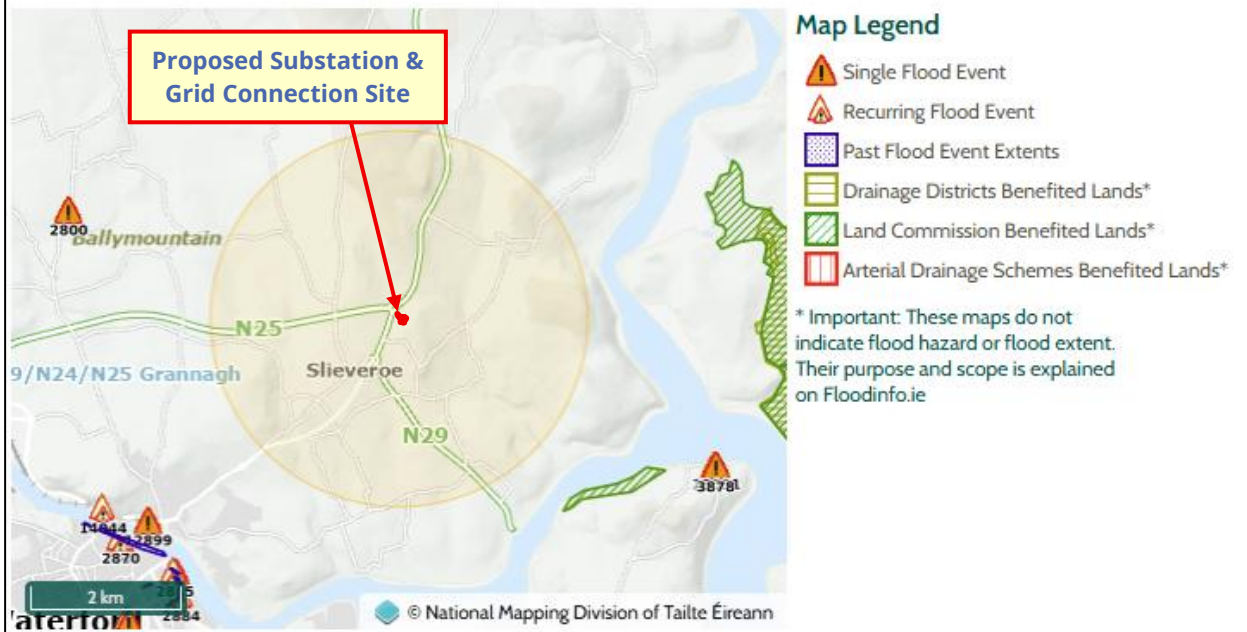 Proposed Substation &
Grid Connection Site
2800
Ballymountain
N25
9/N24/N25 Grannagh
Slieveroe
N29
3878
2899
2870
2884
2 km
aterford
© National Mapping Division of Tailte Éireann
Map Legend
Single Flood Event
Recurring Flood Event
Past Flood Event Extents
Drainage Districts Benefited Lands*
Land Commission Benefited Lands*
Arterial Drainage Schemes Benefited Lands*
* Important: These maps do not
indicate flood hazard or flood extent.
Their purpose and scope is explained
on Floodinfo.ie